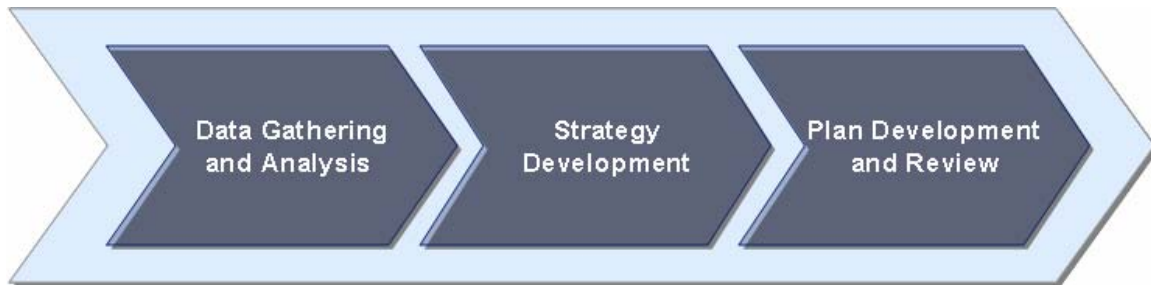 Data Gathering
and Analysis
Strategy
Development
Plan Development
and Review